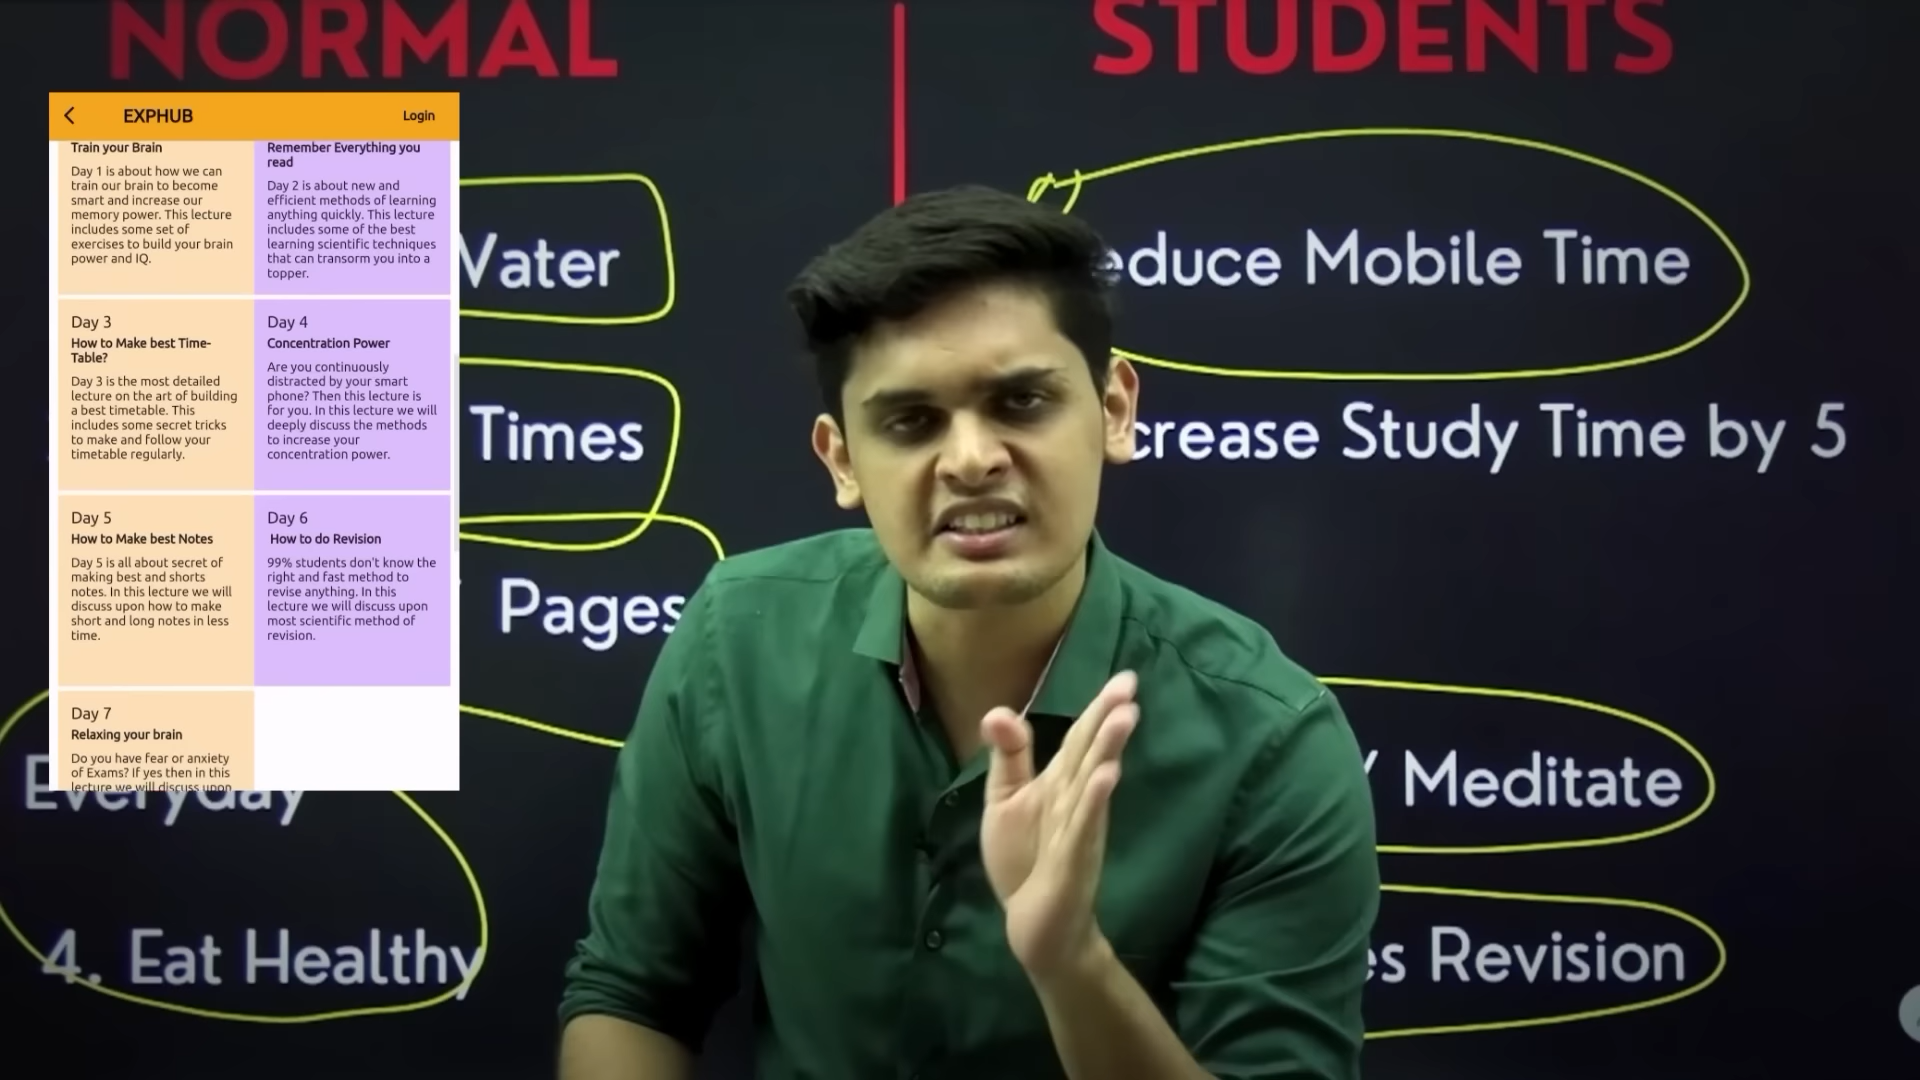 NORMAL
STUDENTS
EXPHUB
Login
Train your Brain
Day 1 is about how we can
train our brain to become
smart and increase our
memory power. This lecture
includes some set of
exercises to build your brain
power and IQ.
Remember Everything you
read
Day 2 is about new and
efficient methods of learning
anything quickly. This lecture
includes some of the best
learning scientific techniques
that can transorm you into a
topper.
Day 3
How to Make best Time-
Table?
Day 3 is the most detailed
lecture on the art of building
a best timetable. This
includes some secret tricks
to make and follow your
timetable regularly.
Day 4
Concentration Power
Are you continuously
distracted by your smart
phone? Then this lecture is
for you. In this lecture we will
deeply discuss the methods
to increase your
concentration power.
Day 5
How to Make best Notes
Day 5 is all about secret of
making best and shorts
notes. In this lecture we will
discuss upon how to make
short and long notes in less
time.
Day 6
How to do Revision
99% students don't know the
right and fast method to
revise anything. In this
lecture we will discuss upon
most scientific method of
revision.
Day 7
Relaxing your brain
Do you have fear or anxiety
of Exams? If yes then in this
lecture we will discuss upon
Water
Times
Pages
Everyday
4. Eat Healthy
educe Mobile Time
crease Study Time by 5
/ Meditate
es Revision